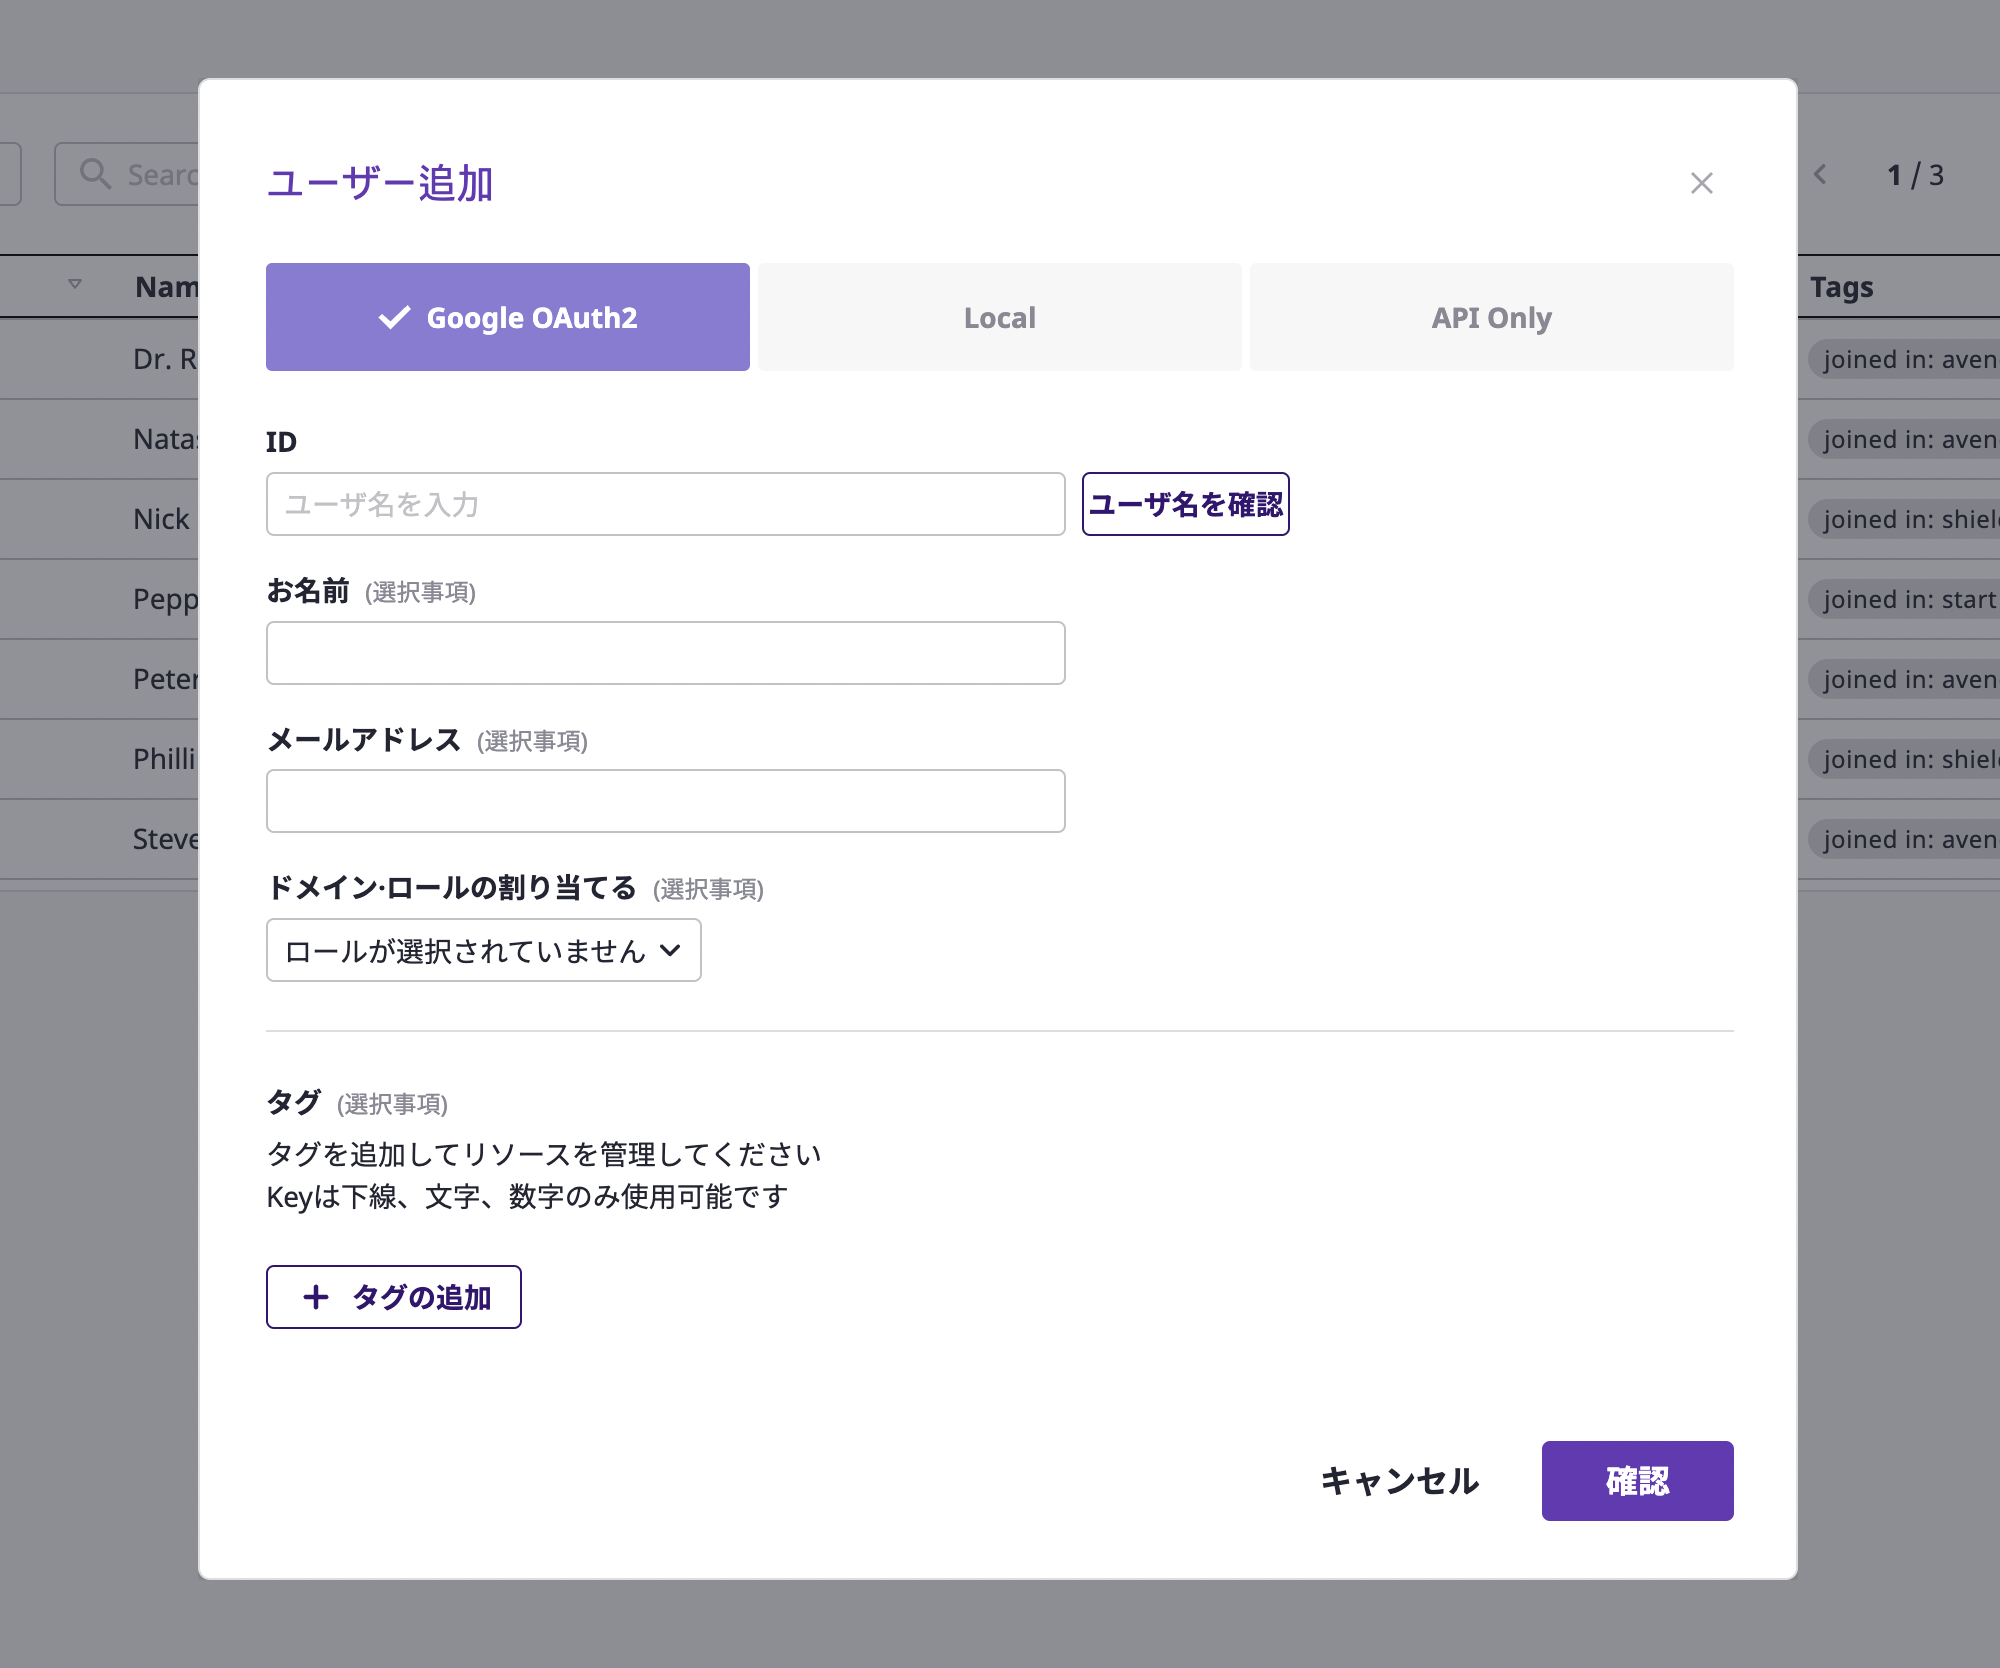 ユーザー追加
Google OAuth2
Local
API Only
ID
ユーザ名を入力
ユーザ名を確認
お名前 (選択事項)
メールアドレス (選択事項)
ドメイン·ロールの割り当てる (選択事項)
ロールが選択されていません
タグ (選択事項)
タグを追加してリソースを管理してください
Keyは下線、文字、数字のみ使用可能です
+ タグの追加
キャンセル
確認
Searc
1 / 3
Nam
Tags
Dr. R
joined in: aven
Natas
joined in: aven
Nick
joined in: shiel
Pepp
joined in: start
Peter
joined in: aven
Philli
joined in: shiel
Steve
joined in: aven